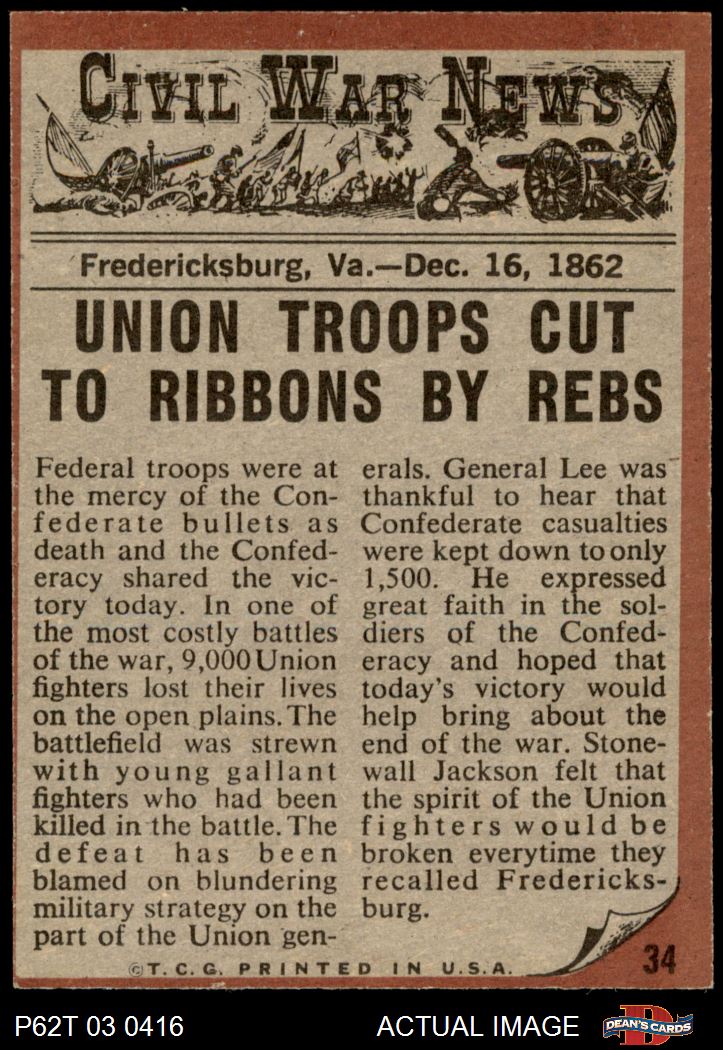 CIVIL WAR NEWS
Fredericksburg, Va.—Dec. 16, 1862
UNION TROOPS CUT
TO RIBBONS BY REBS
Federal troops were at
the mercy of the Con-
federate bullets as
death and the Confed-
eracy shared the vic-
tory today. In one of
the most costly battles
of the war, 9,000 Union
fighters lost their lives
on the open plains. The
battlefield was strewn
with young gallant
fighters who had been
killed in the battle. The
defeat has been
blamed on blundering
military strategy on the
part of the Union gen-
erals. General Lee was
thankful to hear that
Confederate casualties
were kept down to only
1,500. He expressed
great faith in the sol-
diers of the Confed-
eracy and hoped that
today's victory would
help bring about the
end of the war. Stone-
wall Jackson felt that
the spirit of the Union
fighters would be
broken everytime they
recalled Fredericks-
burg.
©T.C.G. PRINTED IN U.S.A.
34
P62T 03 0416
ACTUAL IMAGE
D
DEAN'S CARDS